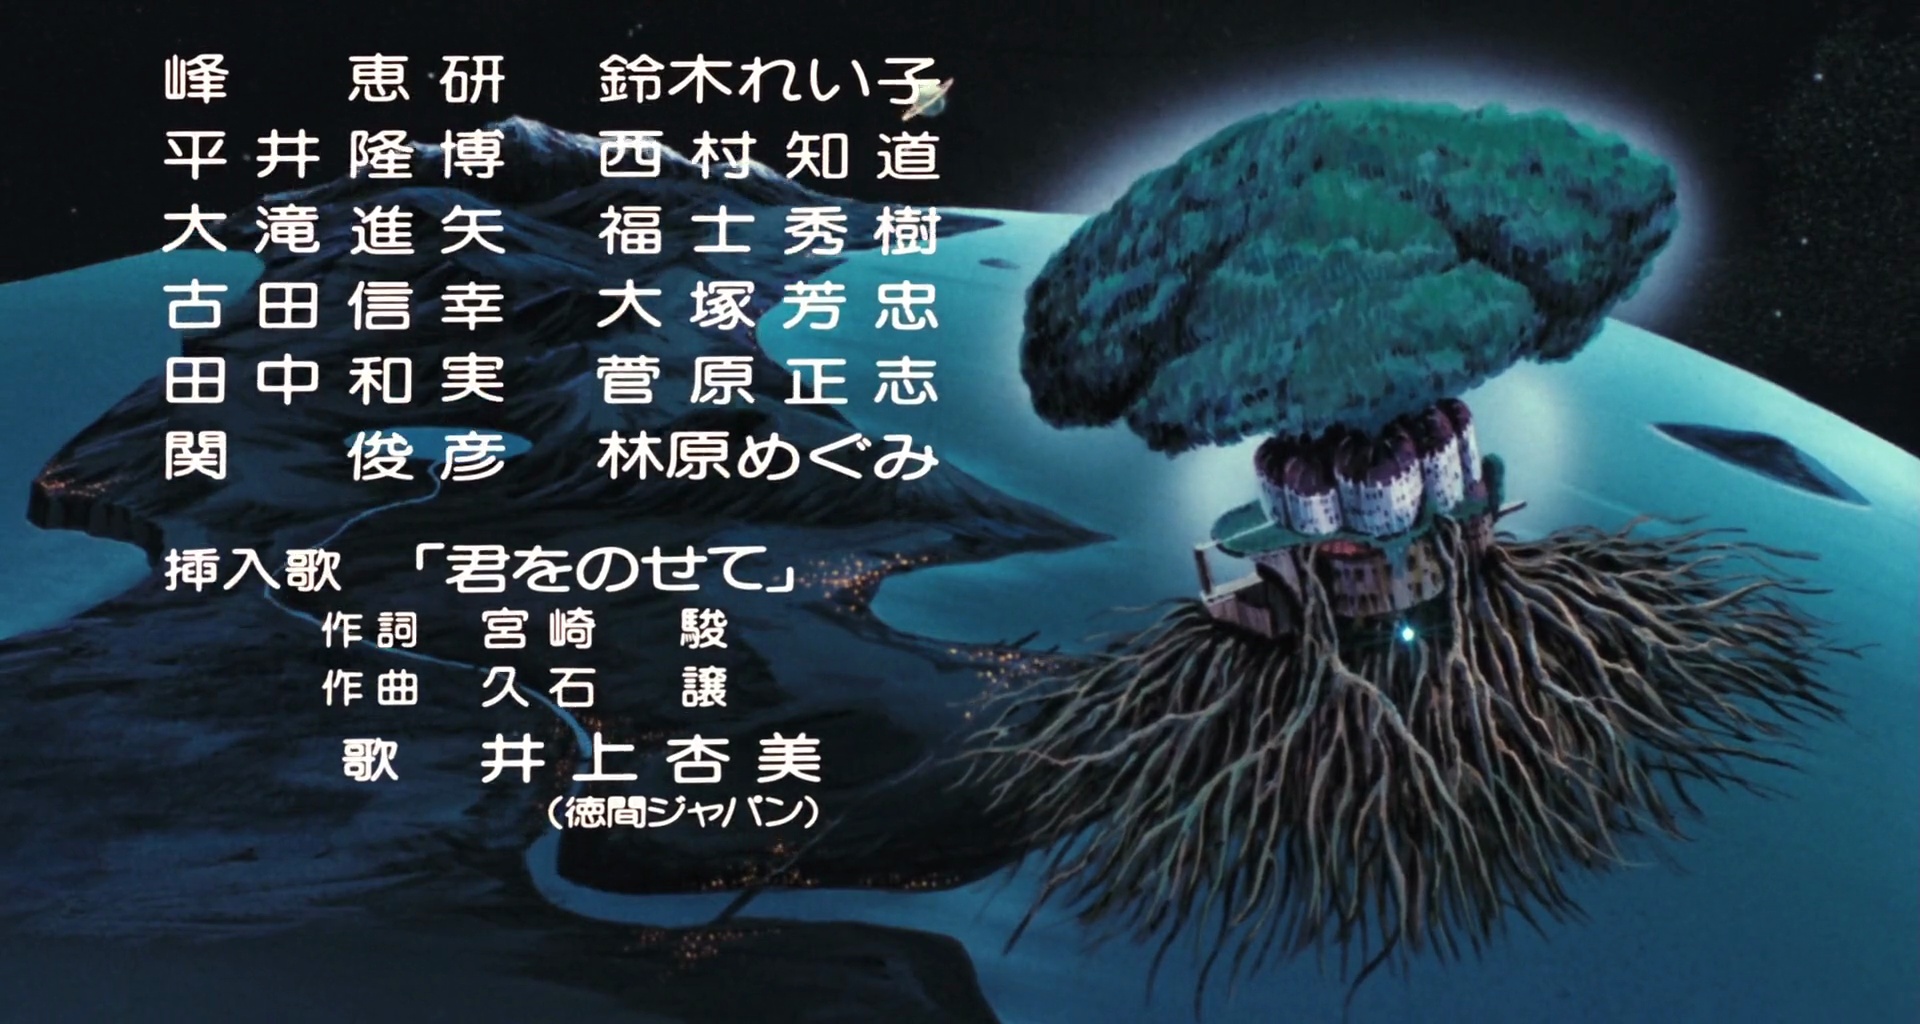 峰 恵研 鈴木れい子
平井隆博 西村知道
大滝進矢 福士秀樹
古田信幸 大塚芳忠
田中和実 菅原正志
関 俊彦 林原めぐみ
挿入歌 「君をのせて」
作詞 宮崎 駿
作曲 久石 譲
歌 井上杏美
(徳間ジャパン)